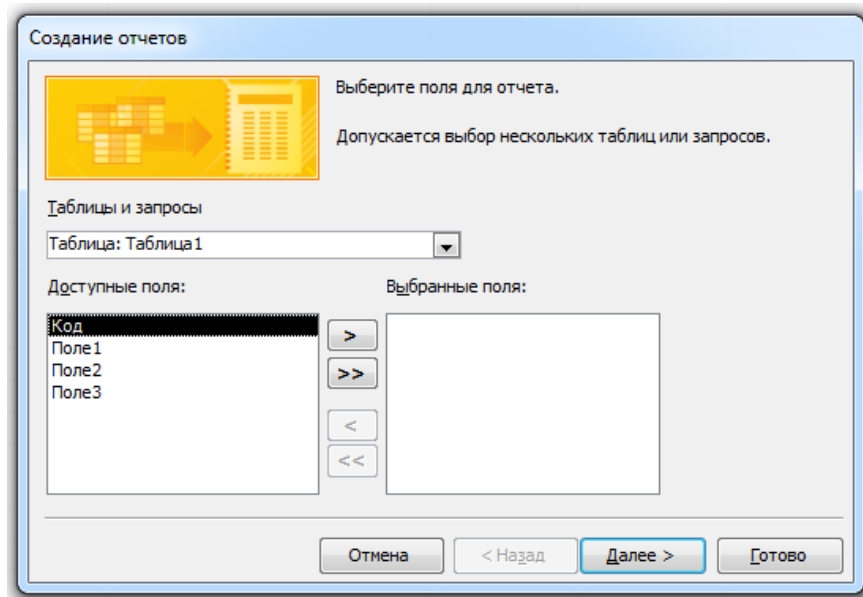 Создание отчетов
Выберите поля для отчета.
Допускается выбор нескольких таблиц или запросов.
Таблицы и запросы
Таблица: Таблица1
Доступные поля:
Выбранные поля:
Код
Поле1
Поле2
Поле3
>
>>
<
<<
Отмена
< Назад
Далее >
Готово